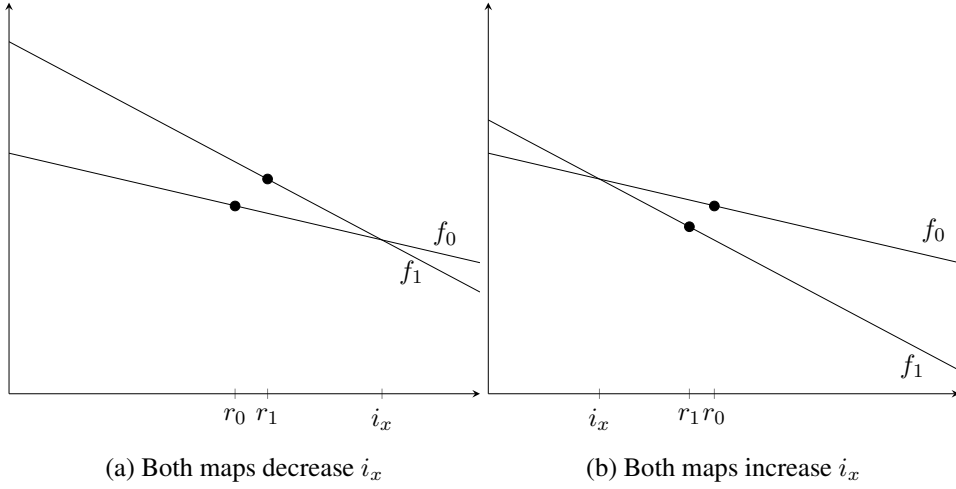 f₀
f₁
r₀ r₁ iₓ
(a) Both maps decrease iₓ
f₀
f₁
iₓ r₁ r₀
(b) Both maps increase iₓ